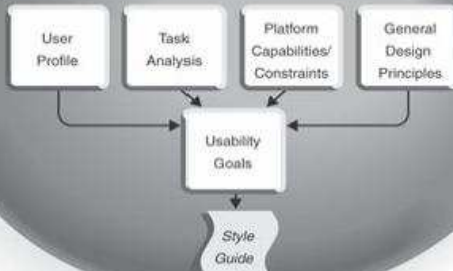 User
Profile
Task
Analysis
Platform
Capabilities/
Constraints
General
Design
Principles
Usability
Goals
Style
Guide